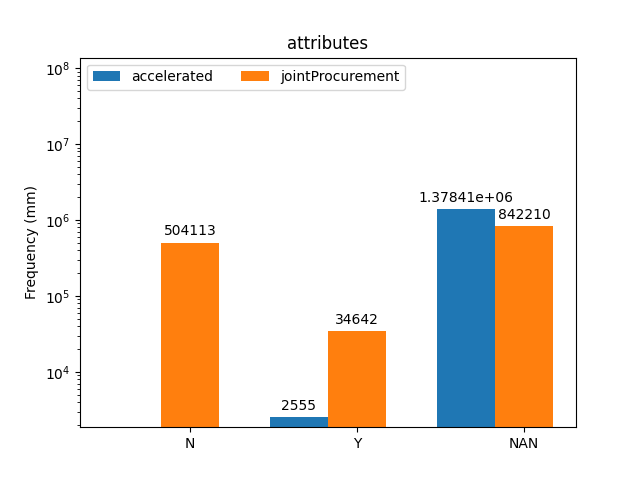 attributes
accelerated
jointProcurement
Frequency (mm)
10^8
10^7
10^6
10^5
10^4
504113
2555
34642
1.37841e+06
842210
N
Y
NAN